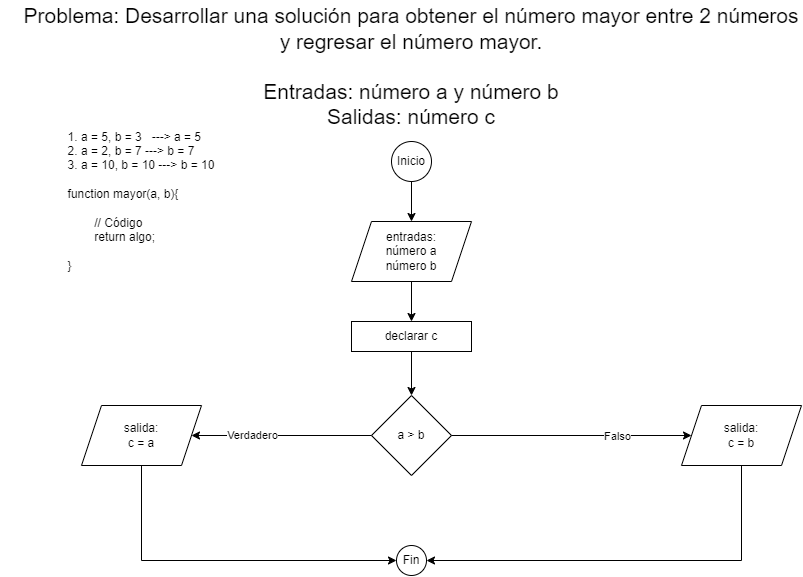 Problema: Desarrollar una solución para obtener el número mayor entre 2 números
y regresar el número mayor.
Entradas: número a y número b
Salidas: número c
1. a = 5, b = 3 ---> a = 5
2. a = 2, b = 7 ---> b = 7
3. a = 10, b = 10 ---> b = 10
function mayor(a, b){
// Código
return algo;
}
Inicio
entradas:
número a
número b
declarar c
a > b
Verdadero
Falso
salida:
c = a
salida:
c = b
Fin